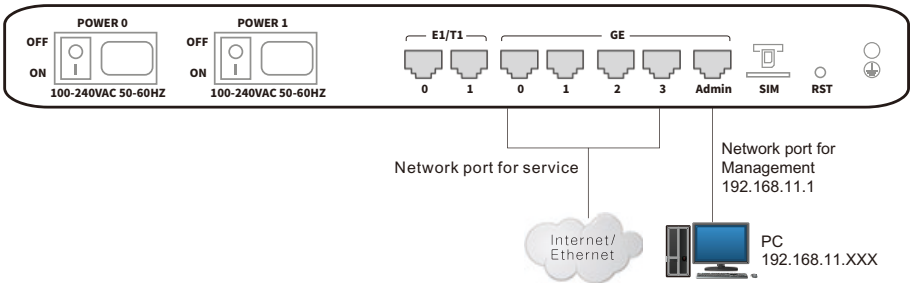 POWER 0
POWER 1
OFF
ON
100-240VAC 50-60HZ
OFF
ON
100-240VAC 50-60HZ
E1/T1
GE
0 1 0 1 2 3 Admin SIM RST
Network port for service
Network port for
Management
192.168.11.1
Internet/
Ethernet
PC
192.168.11.XXX